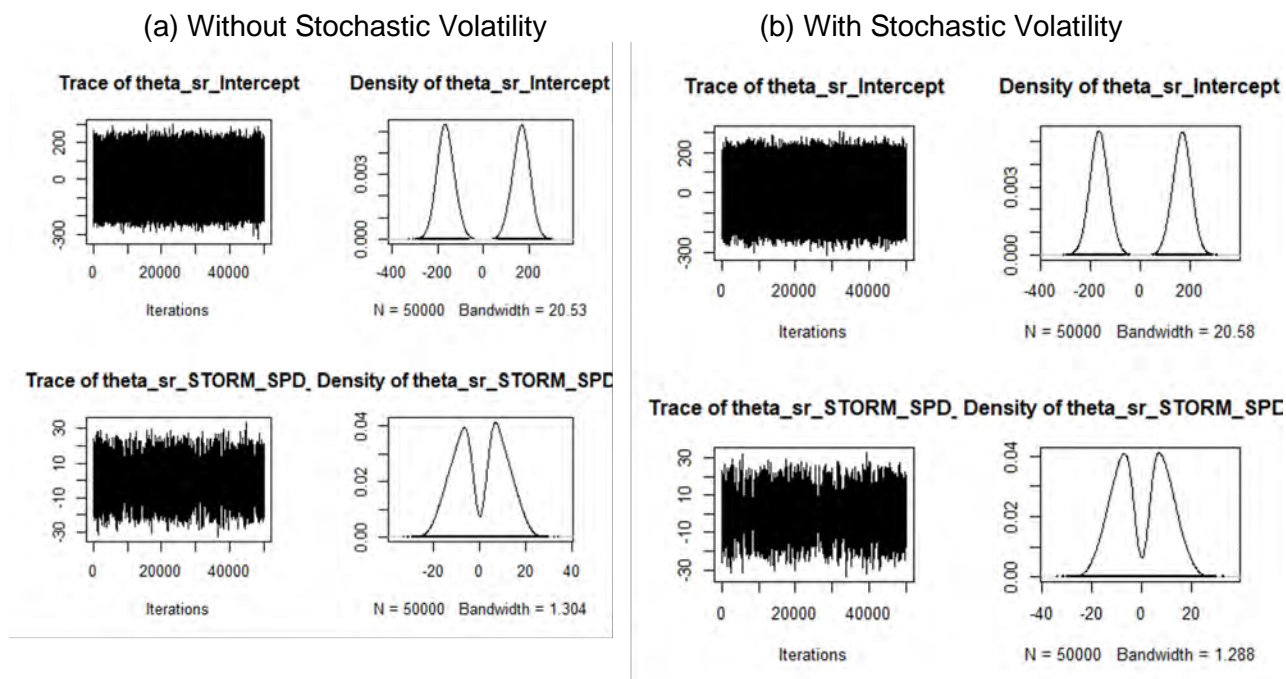 (a) Without Stochastic Volatility
Trace of theta_sr_Intercept
200
0
-300
0 20000 40000
Iterations
Density of theta_sr_Intercept
0.003
0.000
-400 -200 0 200
N = 50000 Bandwidth = 20.53
Trace of theta_sr_STORM_SPD_
30
10
-10
-30
0 20000 40000
Iterations
Density of theta_sr_STORM_SPD
0.04
0.02
0.00
-20 0 20 40
N = 50000 Bandwidth = 1.304
(b) With Stochastic Volatility
Trace of theta_sr_Intercept
200
0
-300
0 20000 40000
Iterations
Density of theta_sr_Intercept
0.003
0.000
-400 -200 0 200
N = 50000 Bandwidth = 20.58
Trace of theta_sr_STORM_SPD_
30
10
-10
-30
0 20000 40000
Iterations
Density of theta_sr_STORM_SPD
0.04
0.02
0.00
-40 -20 0 20
N = 50000 Bandwidth = 1.288